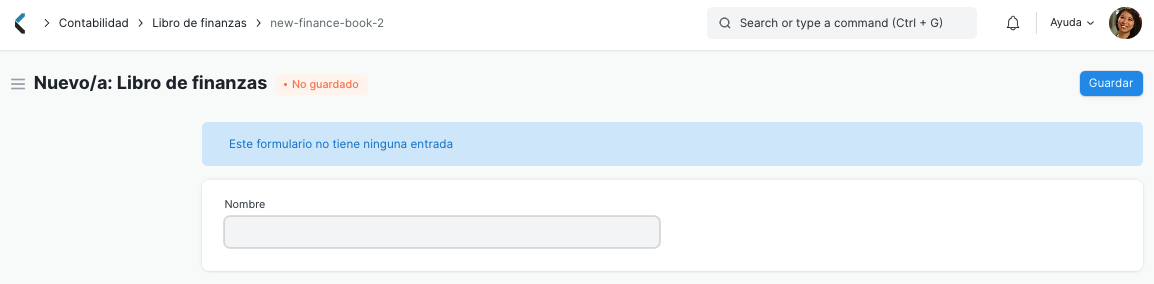 Contabilidad > Libro de finanzas > new-finance-book-2 Search or type a command (Ctrl + G) Ayuda
Nuevo/a: Libro de finanzas • No guardado Guardar
Este formulario no tiene ninguna entrada
Nombre